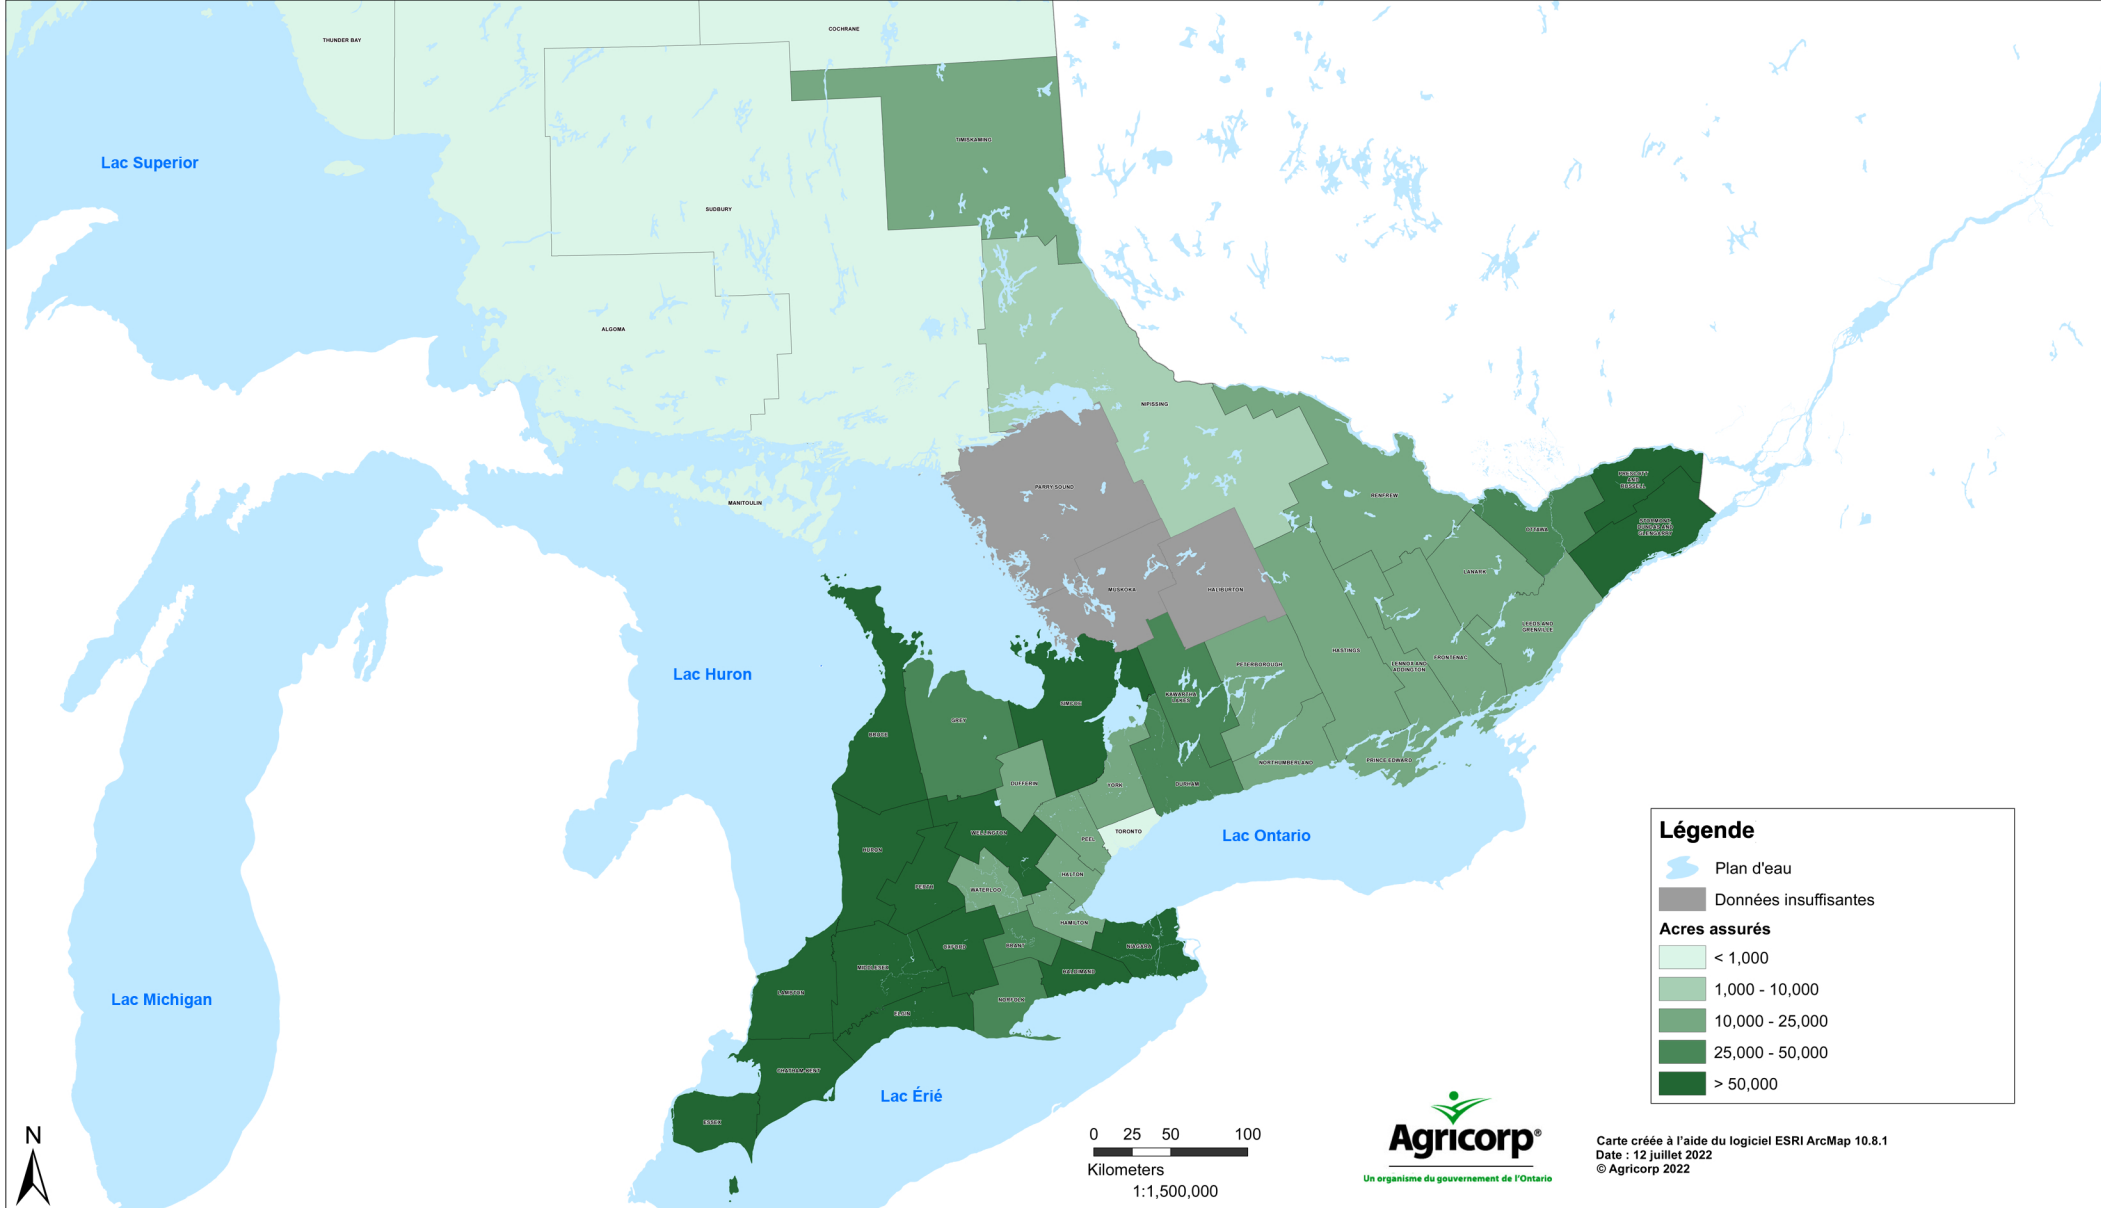 THUNDER BAY
COCHRANE
TIMISKAMING
Lac Superior
SUDBURY
ALGOMA
NIPISSING
PARRY SOUND
MANITOULIN
RENFREW
PRESCOTT
AND
RUSSELL
OTTAWA
STORMONT,
DUNDAS AND
GLENGARRY
LANARK
MUSKOKA
HALIBURTON
LEEDS AND
GRENVILLE
HASTINGS
FRONTENAC
LENNOX AND
ADDINGTON
PETERBOROUGH
Lac Huron
KAWARTHA
LAKES
SIMCOE
GREY
BRUCE
NORTHUMBERLAND
PRINCE EDWARD
DUFFERIN
YORK
DURHAM
WELLINGTON
TORONTO
Lac Ontario
PEEL
HURON
HALTON
PERTH
WATERLOO
HAMILTON
OXFORD
BRANT
NIAGARA
MIDDLESEX
HALDIMAND
LAMBTON
NORFOLK
Lac Michigan
ELGIN
CHATHAM-KENT
Lac Érié
ESSEX
N
Légende
Plan d'eau
Données insuffisantes
Acres assurés
< 1,000
1,000 - 10,000
10,000 - 25,000
25,000 - 50,000
> 50,000
0 25 50 100
Kilometers
1:1,500,000
Agricorp®
Un organisme du gouvernement de l'Ontario
Carte créée à l'aide du logiciel ESRI ArcMap 10.8.1
Date : 12 juillet 2022
© Agricorp 2022